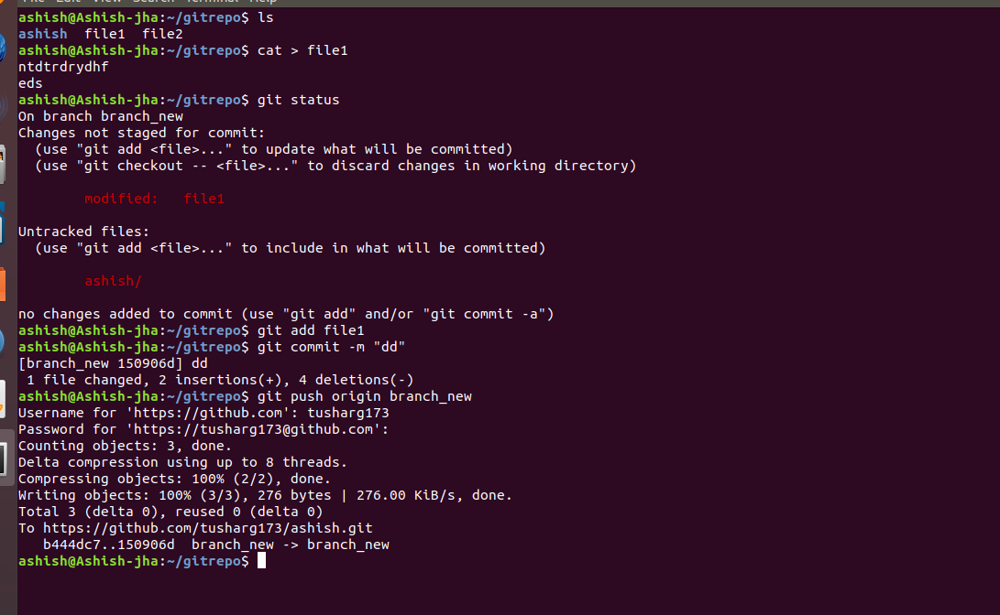 File Edit View Search Terminal Help
ashish@Ashish-jha:~/gitrepo$ ls
ashish  file1  file2
ashish@Ashish-jha:~/gitrepo$ cat > file1
ntdtrdrydhf
eds
ashish@Ashish-jha:~/gitrepo$ git status
On branch branch_new
Changes not staged for commit:
  (use "git add <file>..." to update what will be committed)
  (use "git checkout -- <file>..." to discard changes in working directory)
        modified:   file1
Untracked files:
  (use "git add <file>..." to include in what will be committed)
        ashish/
no changes added to commit (use "git add" and/or "git commit -a")
ashish@Ashish-jha:~/gitrepo$ git add file1
ashish@Ashish-jha:~/gitrepo$ git commit -m "dd"
[branch_new 150906d] dd
 1 file changed, 2 insertions(+), 4 deletions(-)
ashish@Ashish-jha:~/gitrepo$ git push origin branch_new
Username for 'https://github.com': tusharg173
Password for 'https://tusharg173@github.com':
Counting objects: 3, done.
Delta compression using up to 8 threads.
Compressing objects: 100% (2/2), done.
Writing objects: 100% (3/3), 276 bytes | 276.00 KiB/s, done.
Total 3 (delta 0), reused 0 (delta 0)
To https://github.com/tusharg173/ashish.git
   b444dc7..150906d  branch_new -> branch_new
ashish@Ashish-jha:~/gitrepo$